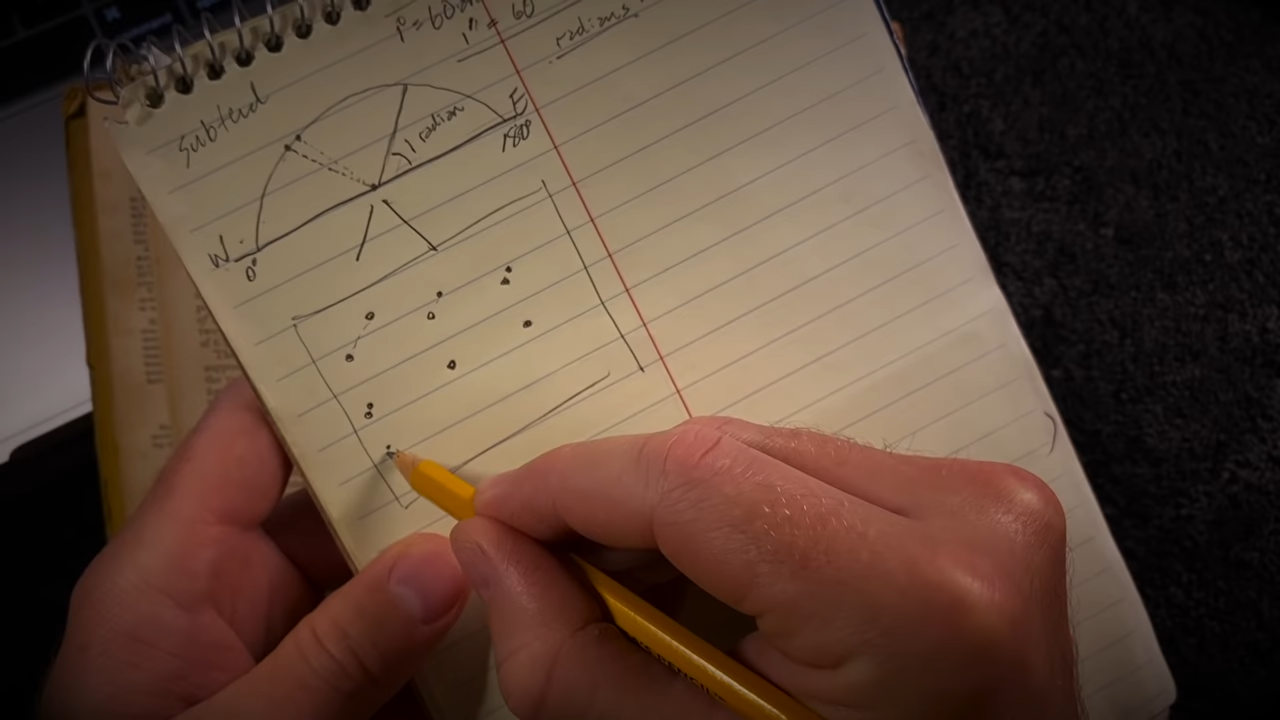 1° = 60
1" = 60
radians.
Subtend
1 radian
E
180°
W
0°